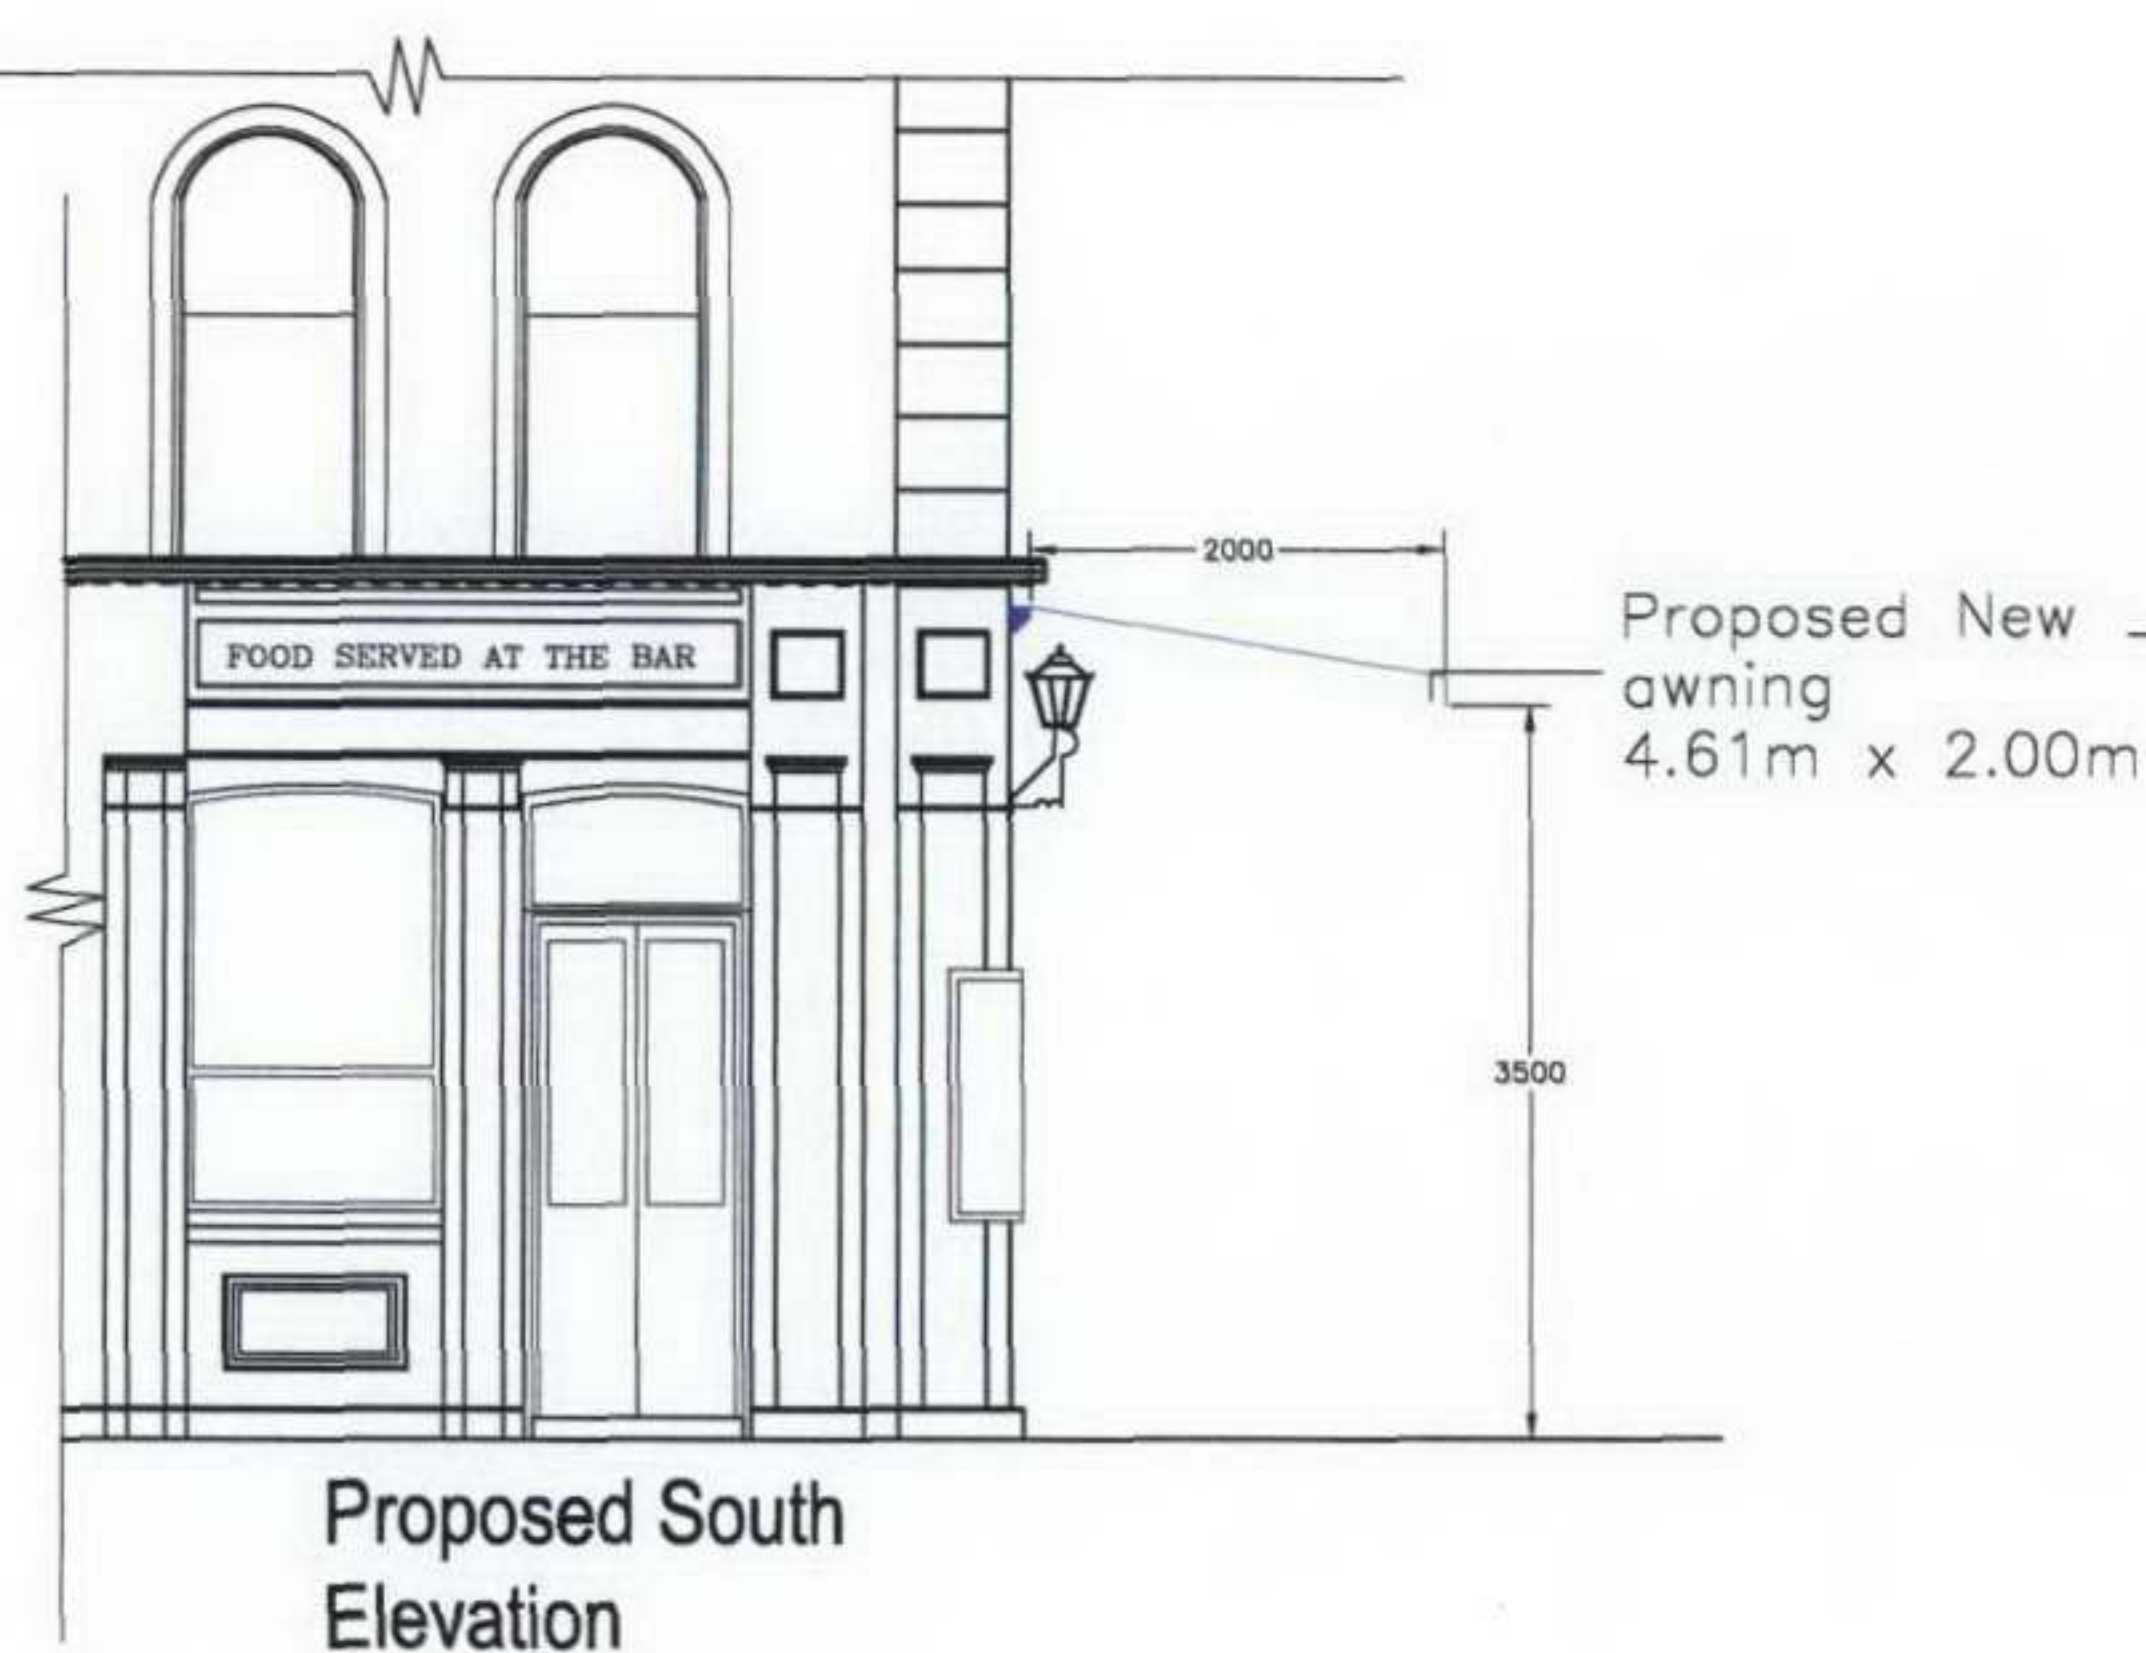 2000
Proposed New
awning
4.61m x 2.00m
FOOD SERVED AT THE BAR
3500
Proposed South
Elevation